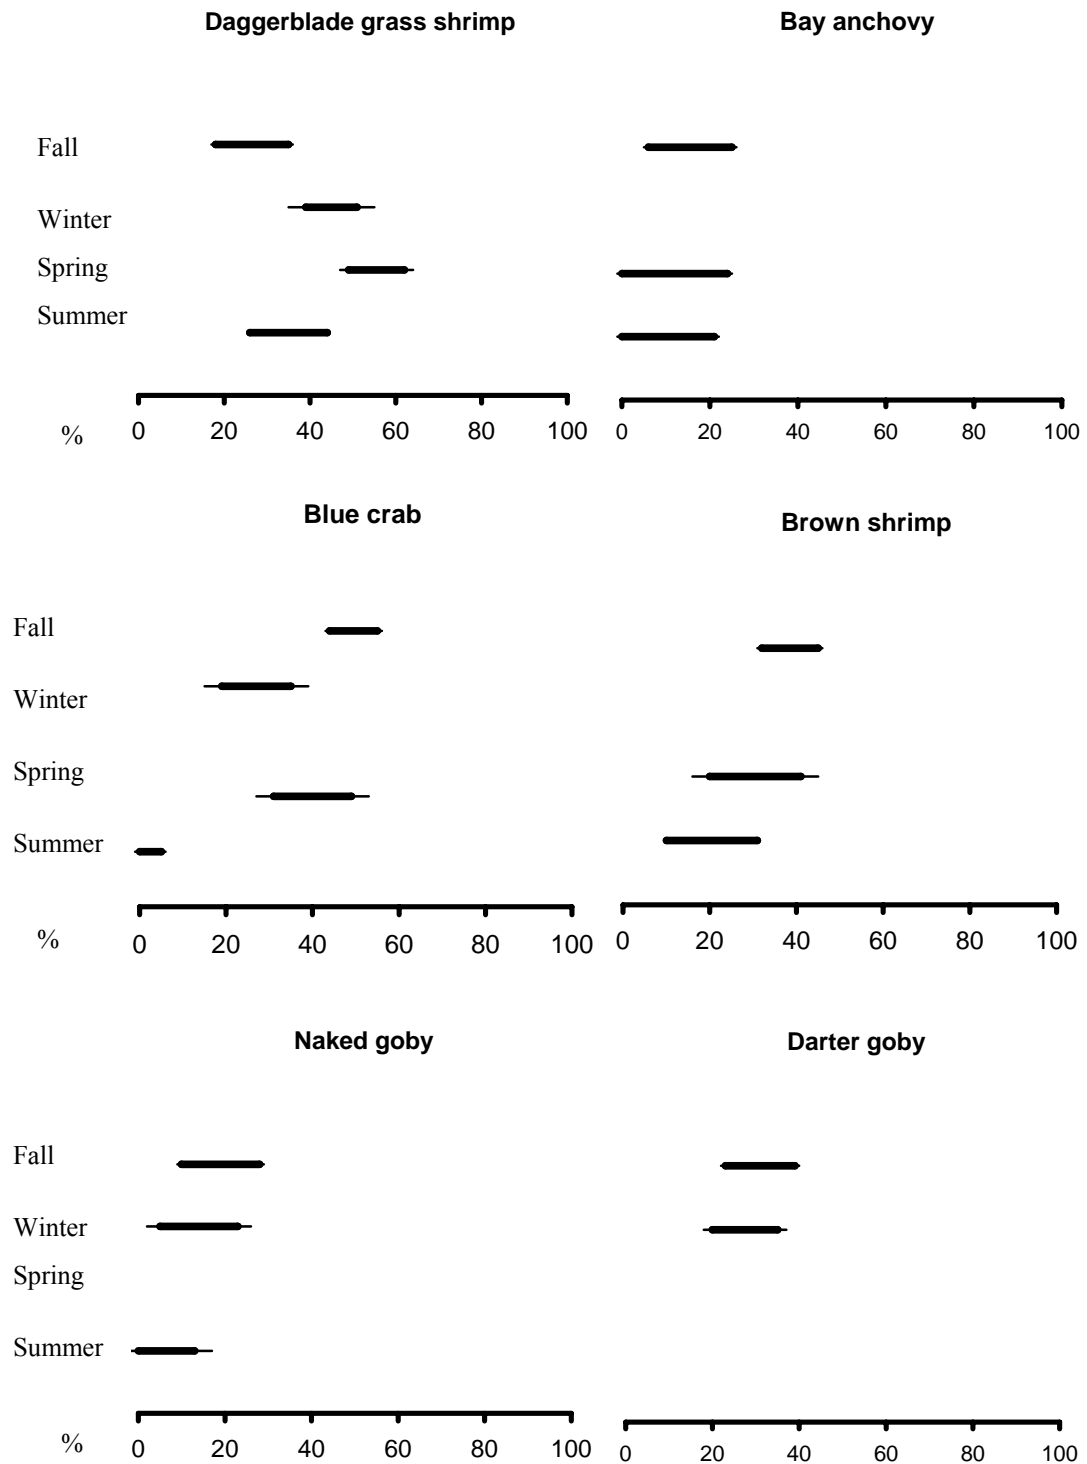 Daggerblade grass shrimp
Bay anchovy
Fall
Winter
Spring
Summer
% 0 20 40 60 80 100
0 20 40 60 80 100
Blue crab
Brown shrimp
Fall
Winter
Spring
Summer
% 0 20 40 60 80 100
0 20 40 60 80 100
Naked goby
Darter goby
Fall
Winter
Spring
Summer
% 0 20 40 60 80 100
0 20 40 60 80 100